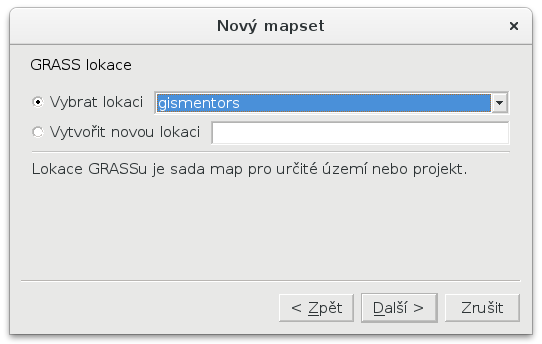 Nový mapset
GRASS lokace
Vybrat lokaci gismentors
Vytvořit novou lokaci
Lokace GRASSu je sada map pro určité území nebo projekt.
< Zpět Další > Zrušit